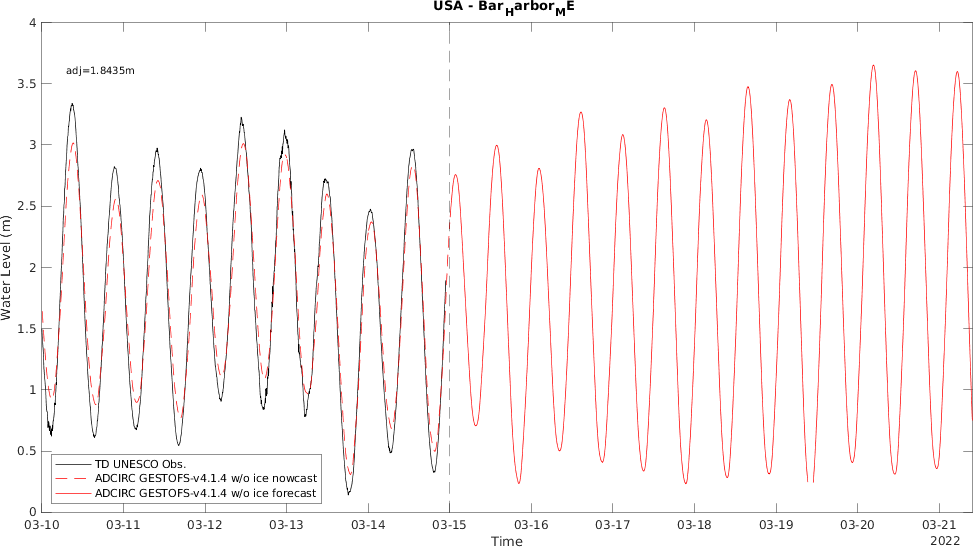 USA - Bar_Harbor_ME
4
adj=1.8435m
3.5
3
2.5
2
1.5
1
0.5
0
Water Level (m)
TD UNESCO Obs.
ADCIRC GESTOFS-v4.1.4 w/o ice nowcast
ADCIRC GESTOFS-v4.1.4 w/o ice forecast
03-10 03-11 03-12 03-13 03-14 03-15 03-16 03-17 03-18 03-19 03-20 03-21
Time
2022